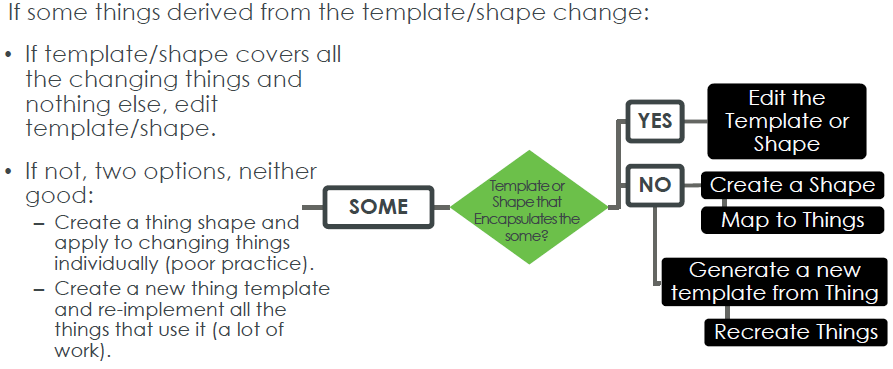 If some things derived from the template/shape change:
• If template/shape covers all
the changing things and
nothing else, edit
template/shape.
• If not, two options, neither
good:
– Create a thing shape and
apply to changing things
individually (poor practice).
– Create a new thing template
and re-implement all the
things that use it (a lot of
work).
SOME
Template or
Shape that
Encapsulates the
some?
YES
Edit the
Template or
Shape
NO
Create a Shape
Map to Things
Generate a new
template from Thing
Recreate Things